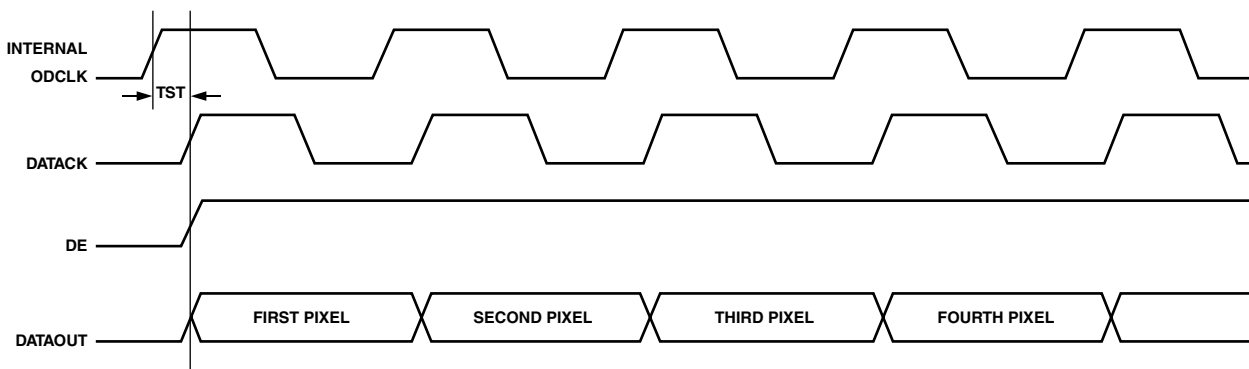 INTERNAL
ODCLK
TST
DATACK
DE
DATAOUT
FIRST PIXEL
SECOND PIXEL
THIRD PIXEL
FOURTH PIXEL